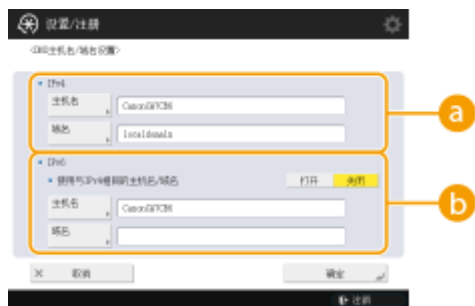 设置/注册
<DNS主机名/域名设置>
IPv4
主机名
域名
localdomain
a
IPv6
使用与IPv4相同的主机名/域名
打开
关闭
主机名
域名
b
取消
确定
注销